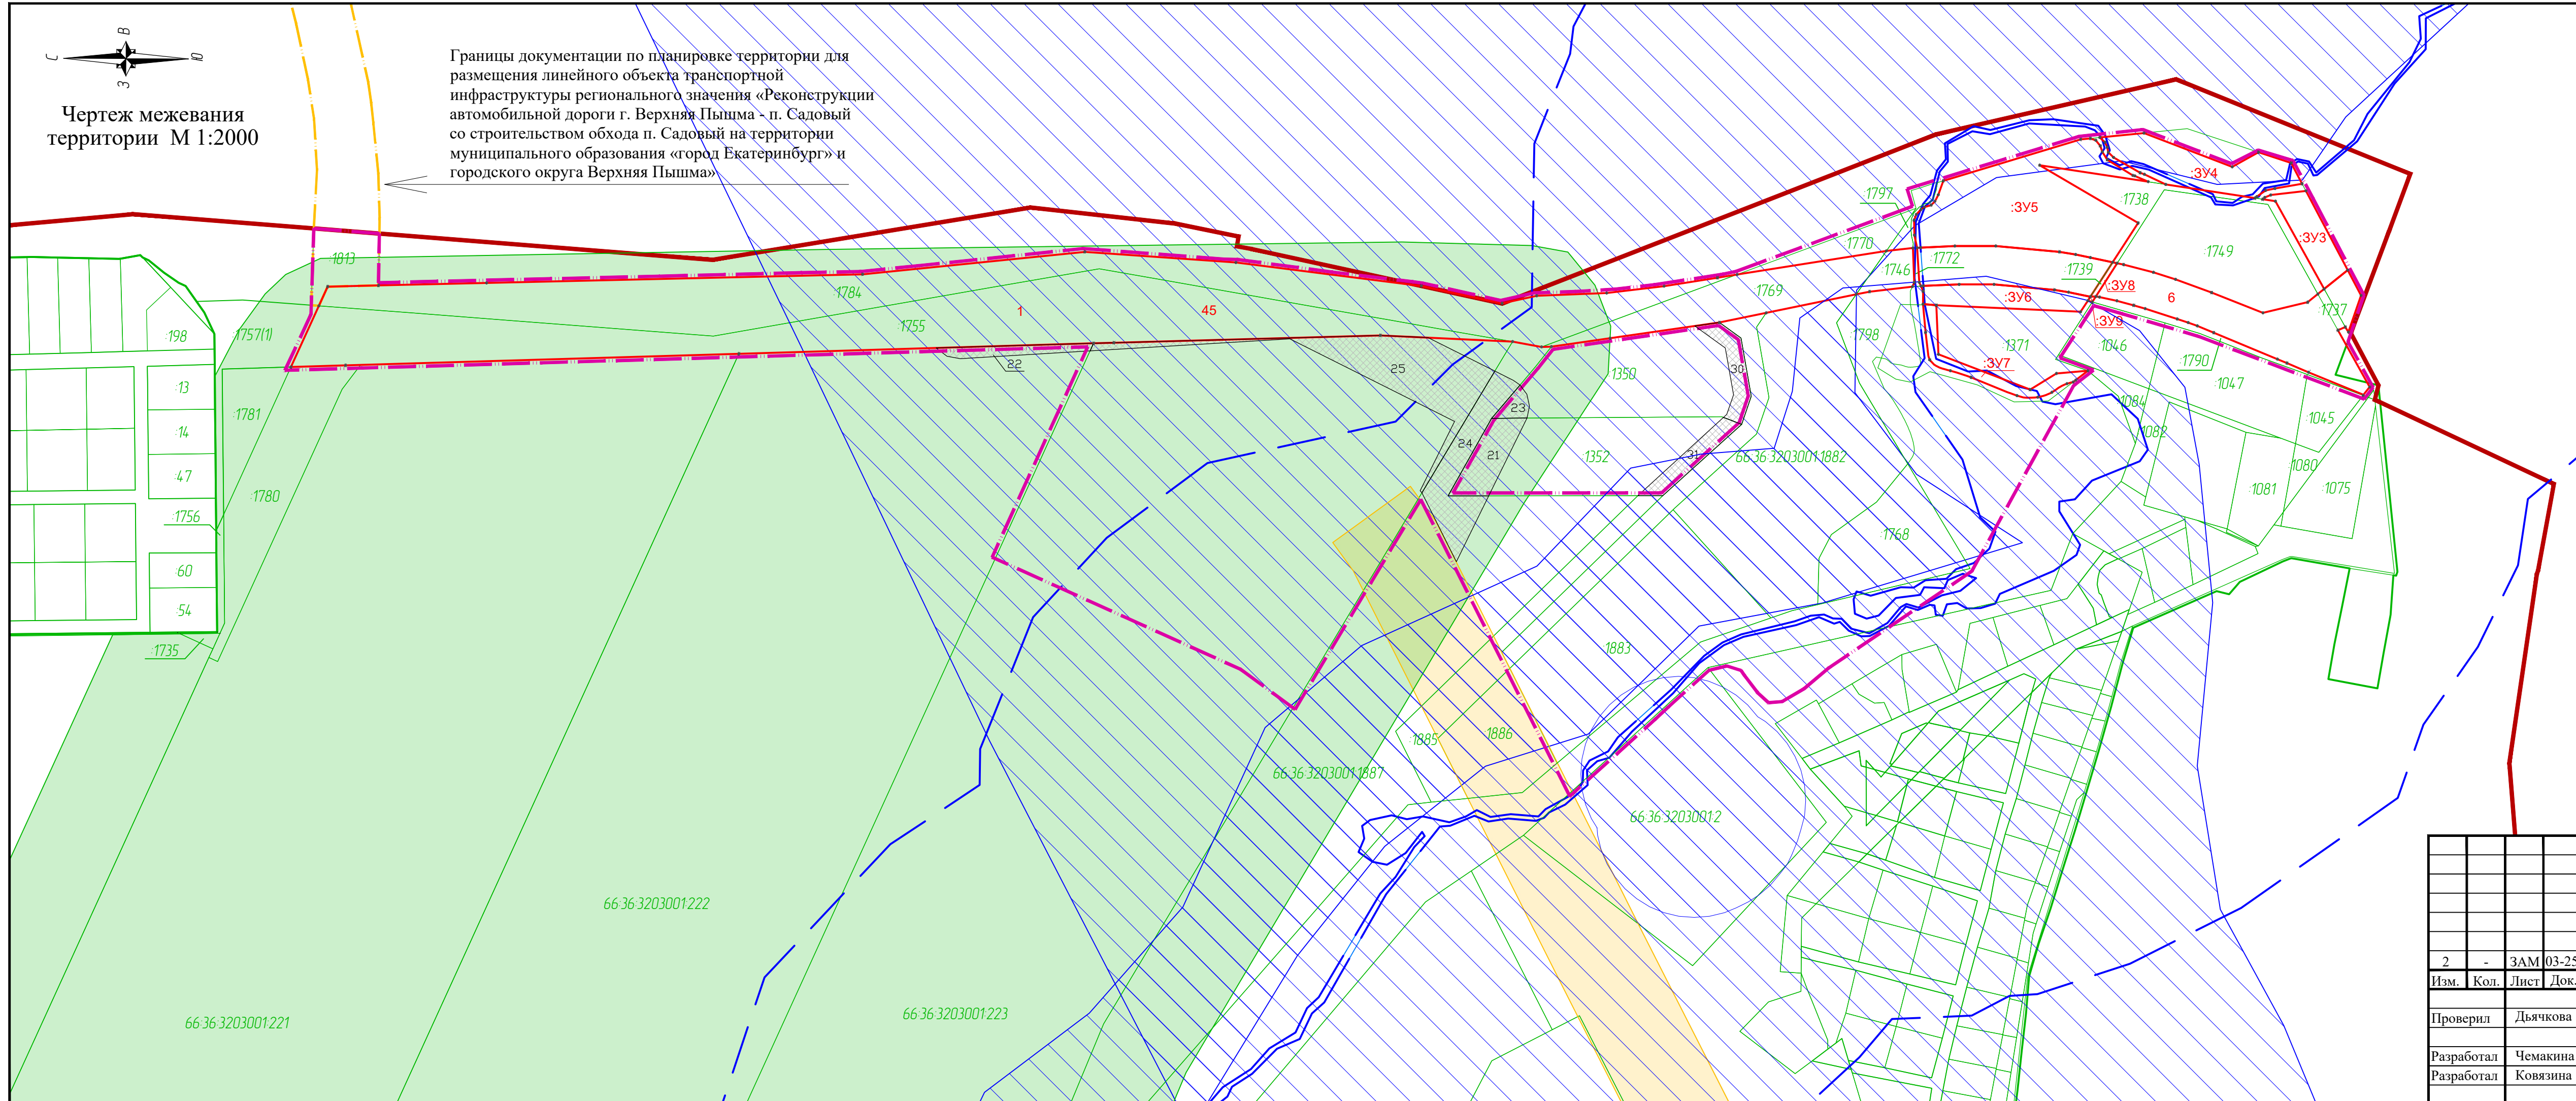 В
С
Ю
З
Чертеж межевания
территории М 1:2000
Границы документации по планировке территории для
размещения линейного объекта транспортной
инфраструктуры регионального значения «Реконструкции
автомобильной дороги г. Верхняя Пышма - п. Садовый
со строительством обхода п. Садовый на территории
муниципального образования «город Екатеринбург» и
городского округа Верхняя Пышма»
:1813
:198
:1757(1)
:13
:14
:47
:1756
:60
:54
:1735
:1781
:1780
:1784
:1755
1
45
22
25
23
24
21
30
31
:1350
:1352
:1769
:1770
:1797
:1746
:1772
:1798
:1371
:ЗУ4
:ЗУ5
:1738
:1749
:ЗУ3
:1739
:ЗУ8
:ЗУ6
6
:ЗУ9
:ЗУ7
:1737
:1046
:1790
:1047
:1084
:1082
:1045
:1080
:1081
:1075
66:36:3203001:1882
:1768
:1883
:1885
:1886
66:36:3203001:1887
66:36:3203001:2
66:36:3203001:222
66:36:3203001:223
66:36:3203001:221
2 - ЗАМ 03-25
Изм. Кол. Лист Док.
Проверил Дьячкова
Разработал Чемакина
Разработал Ковязина